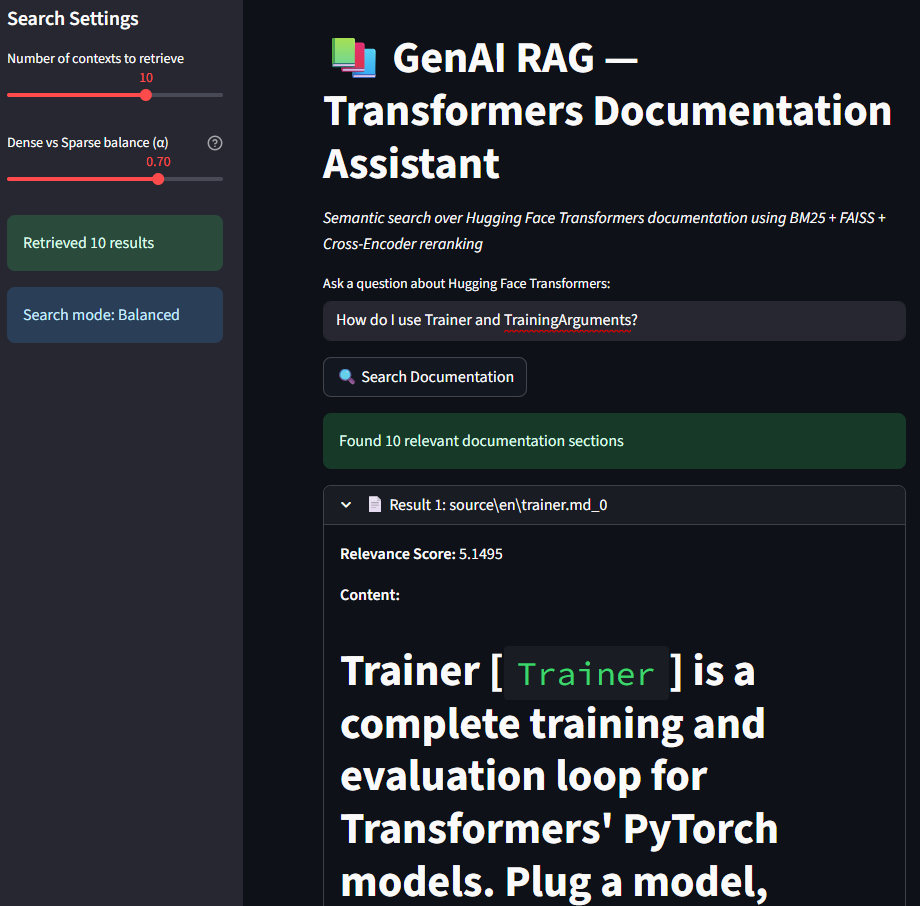 Search Settings
Number of contexts to retrieve
10
Dense vs Sparse balance (α)
0.70
Retrieved 10 results
Search mode: Balanced
GenAI RAG —
Transformers Documentation
Assistant
Semantic search over Hugging Face Transformers documentation using BM25 + FAISS +
Cross-Encoder reranking
Ask a question about Hugging Face Transformers:
How do I use Trainer and TrainingArguments?
Search Documentation
Found 10 relevant documentation sections
Result 1: source\en\trainer.md_0
Relevance Score: 5.1495
Content:
Trainer [ Trainer ] is a
complete training and
evaluation loop for
Transformers' PyTorch
models. Plug a model,